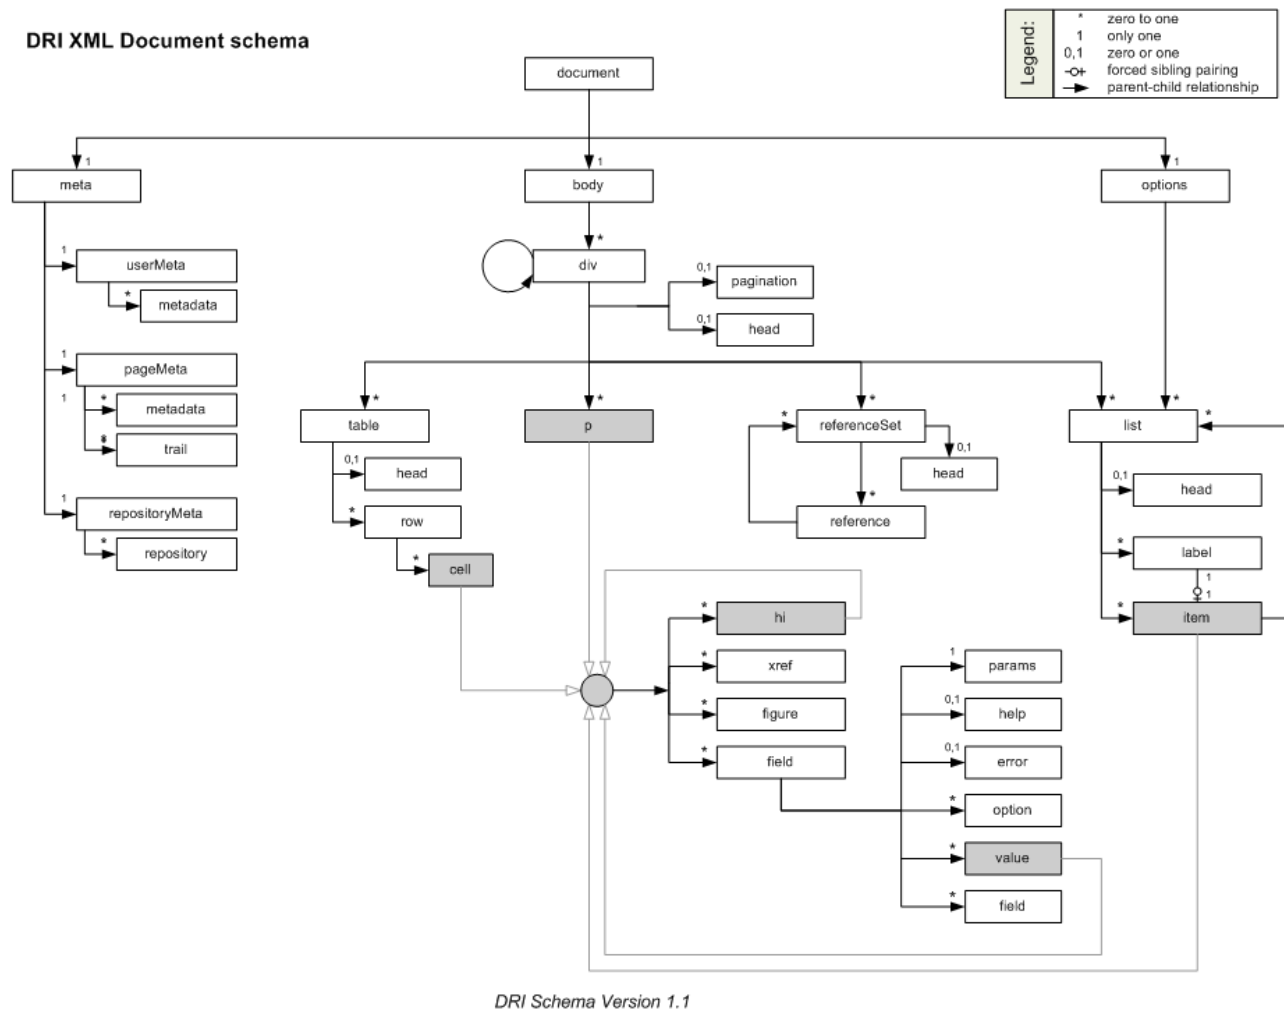 DRI XML Document schema
Legend:
* zero to one
1 only one
0,1 zero or one
forced sibling pairing
parent-child relationship
document
1
1
1
meta
body
options
1
userMeta
*
metadata
1
pageMeta
1
*
metadata
*
trail
1
repositoryMeta
*
repository
*
div
0,1
pagination
0,1
head
*
table
0,1
head
*
row
*
cell
*
p
*
*
referenceSet
0,1
head
*
reference
*
*
*
list
0,1
head
*
label
1
1
*
item
*
hi
*
xref
*
figure
*
field
1
params
0,1
help
0,1
error
*
option
*
value
*
field
DRI Schema Version 1.1